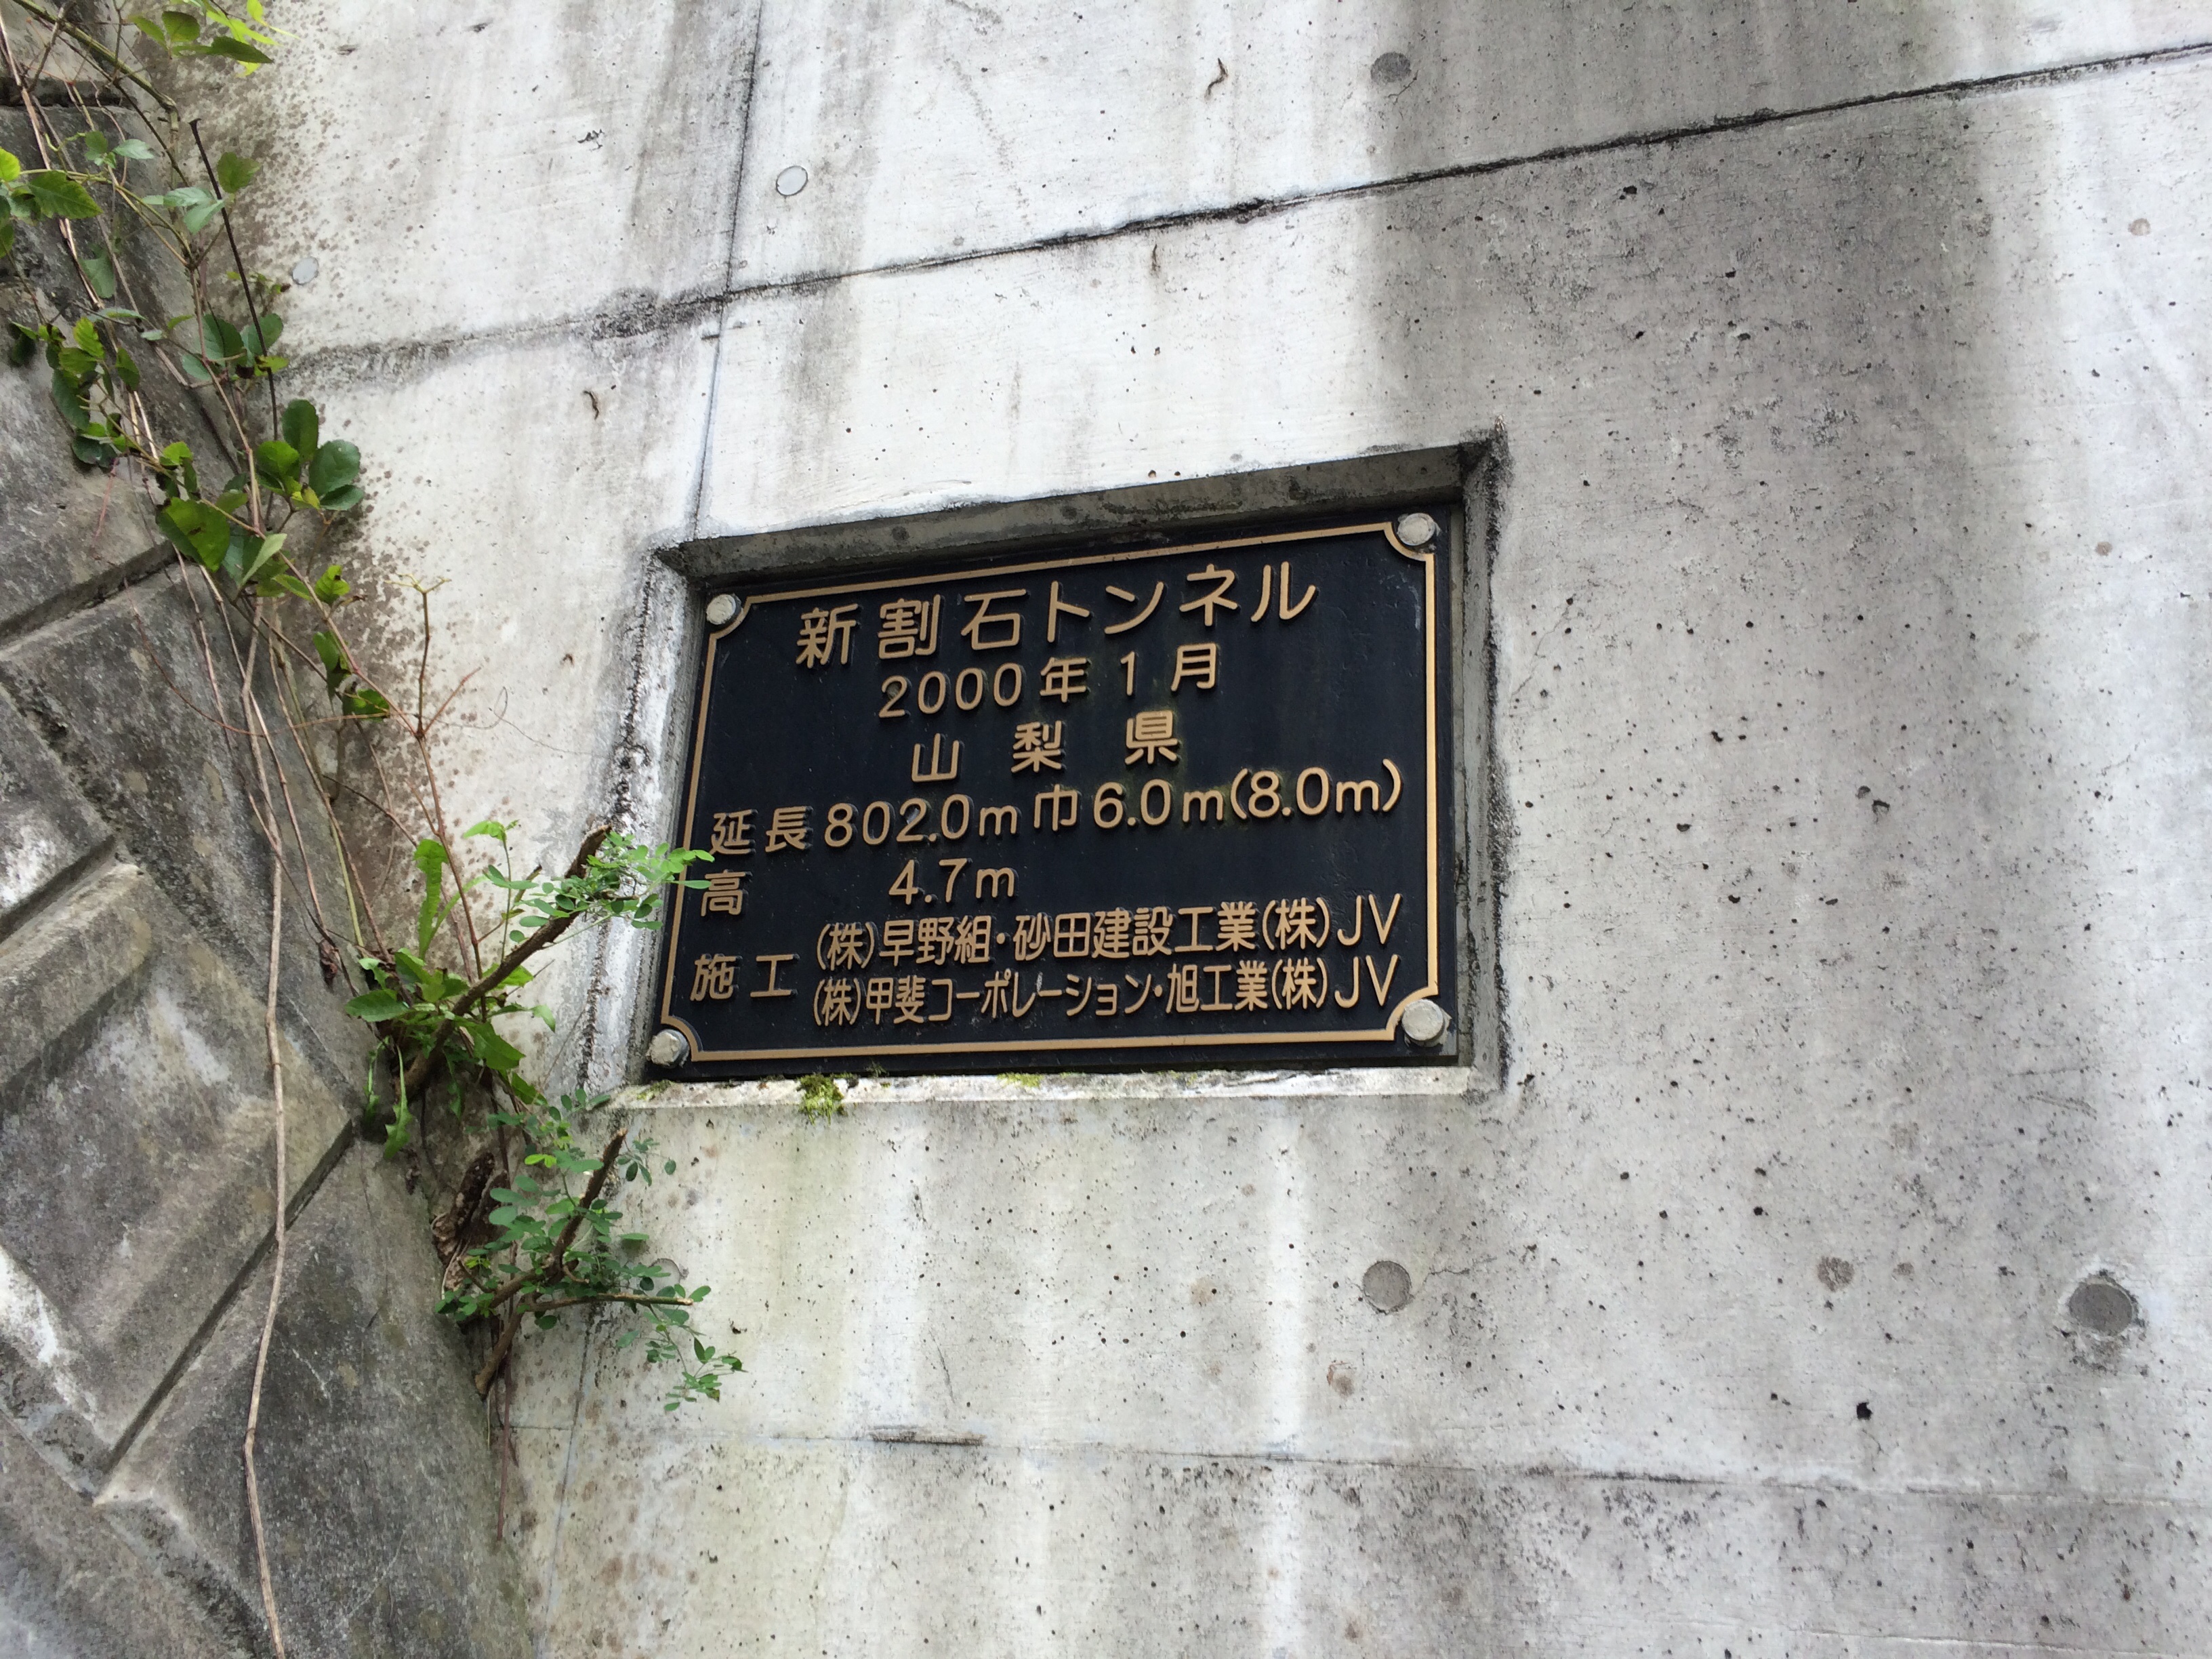 新割石トンネル
2000年1月
山梨県
延長802.0m巾6.0m(8.0m)
高 4.7m
施工 (株)早野組・砂田建設工業(株)JV
(株)甲斐コーポレーション・旭工業(株)JV